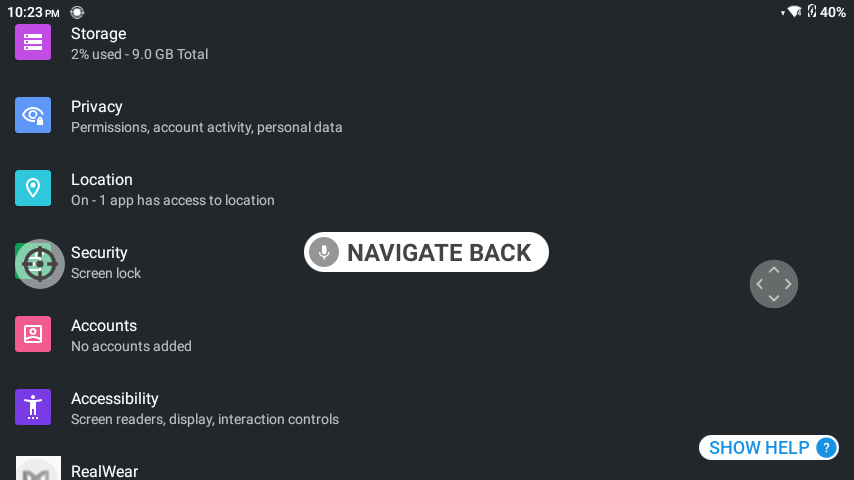 10:23 PM 40%
Storage
2% used - 9.0 GB Total
Privacy
Permissions, account activity, personal data
Location
On - 1 app has access to location
Security
Screen lock
NAVIGATE BACK
Accounts
No accounts added
Accessibility
Screen readers, display, interaction controls
SHOW HELP ?
RealWear